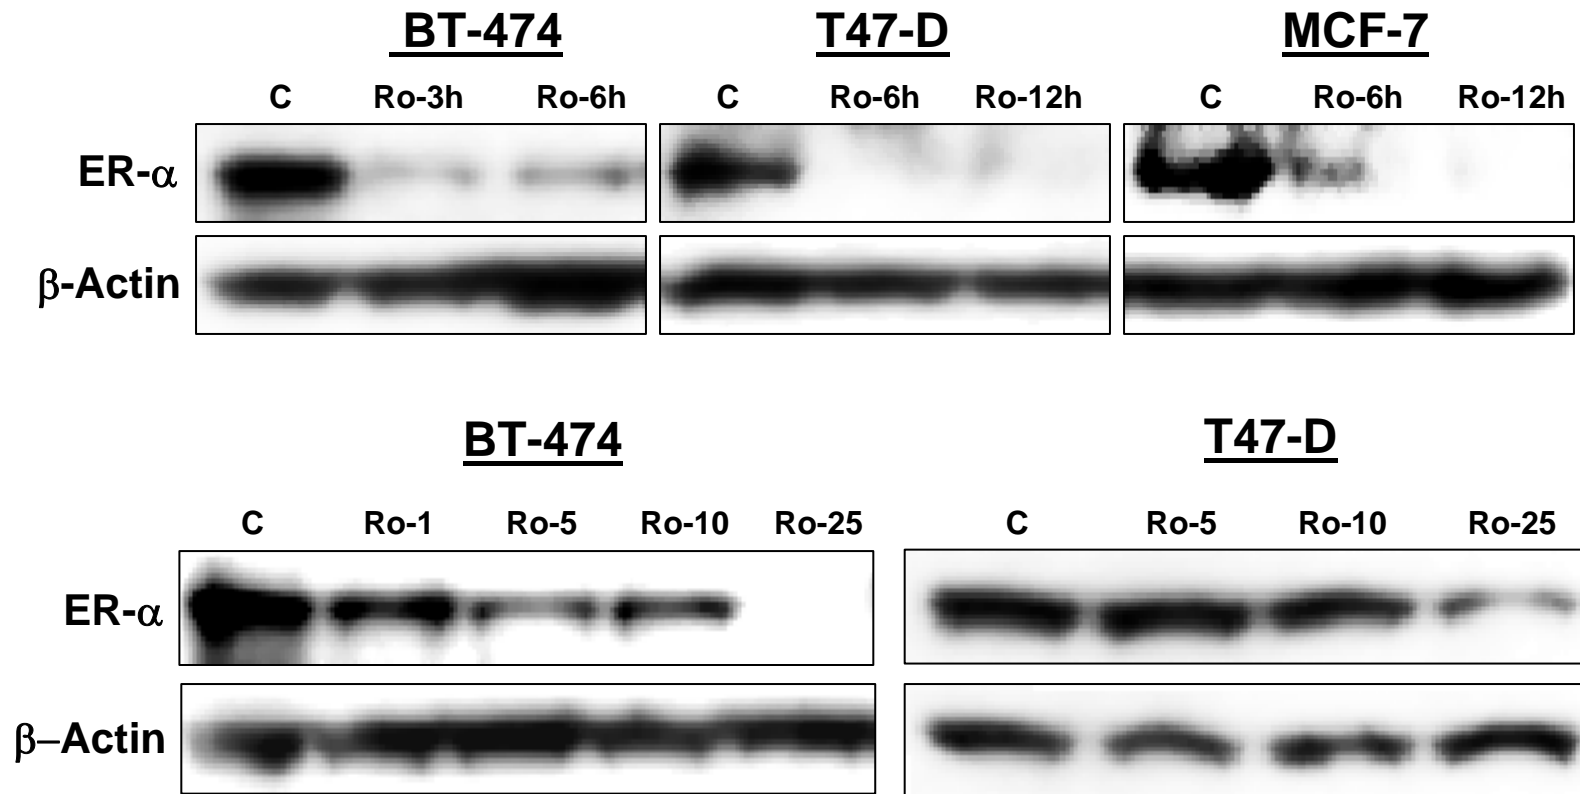 BT-474 T47-D MCF-7
C Ro-3h Ro-6h C Ro-6h Ro-12h C Ro-6h Ro-12h
ER-α
β-Actin
BT-474 T47-D
C Ro-1 Ro-5 Ro-10 Ro-25 C Ro-5 Ro-10 Ro-25
ER-α
β–Actin